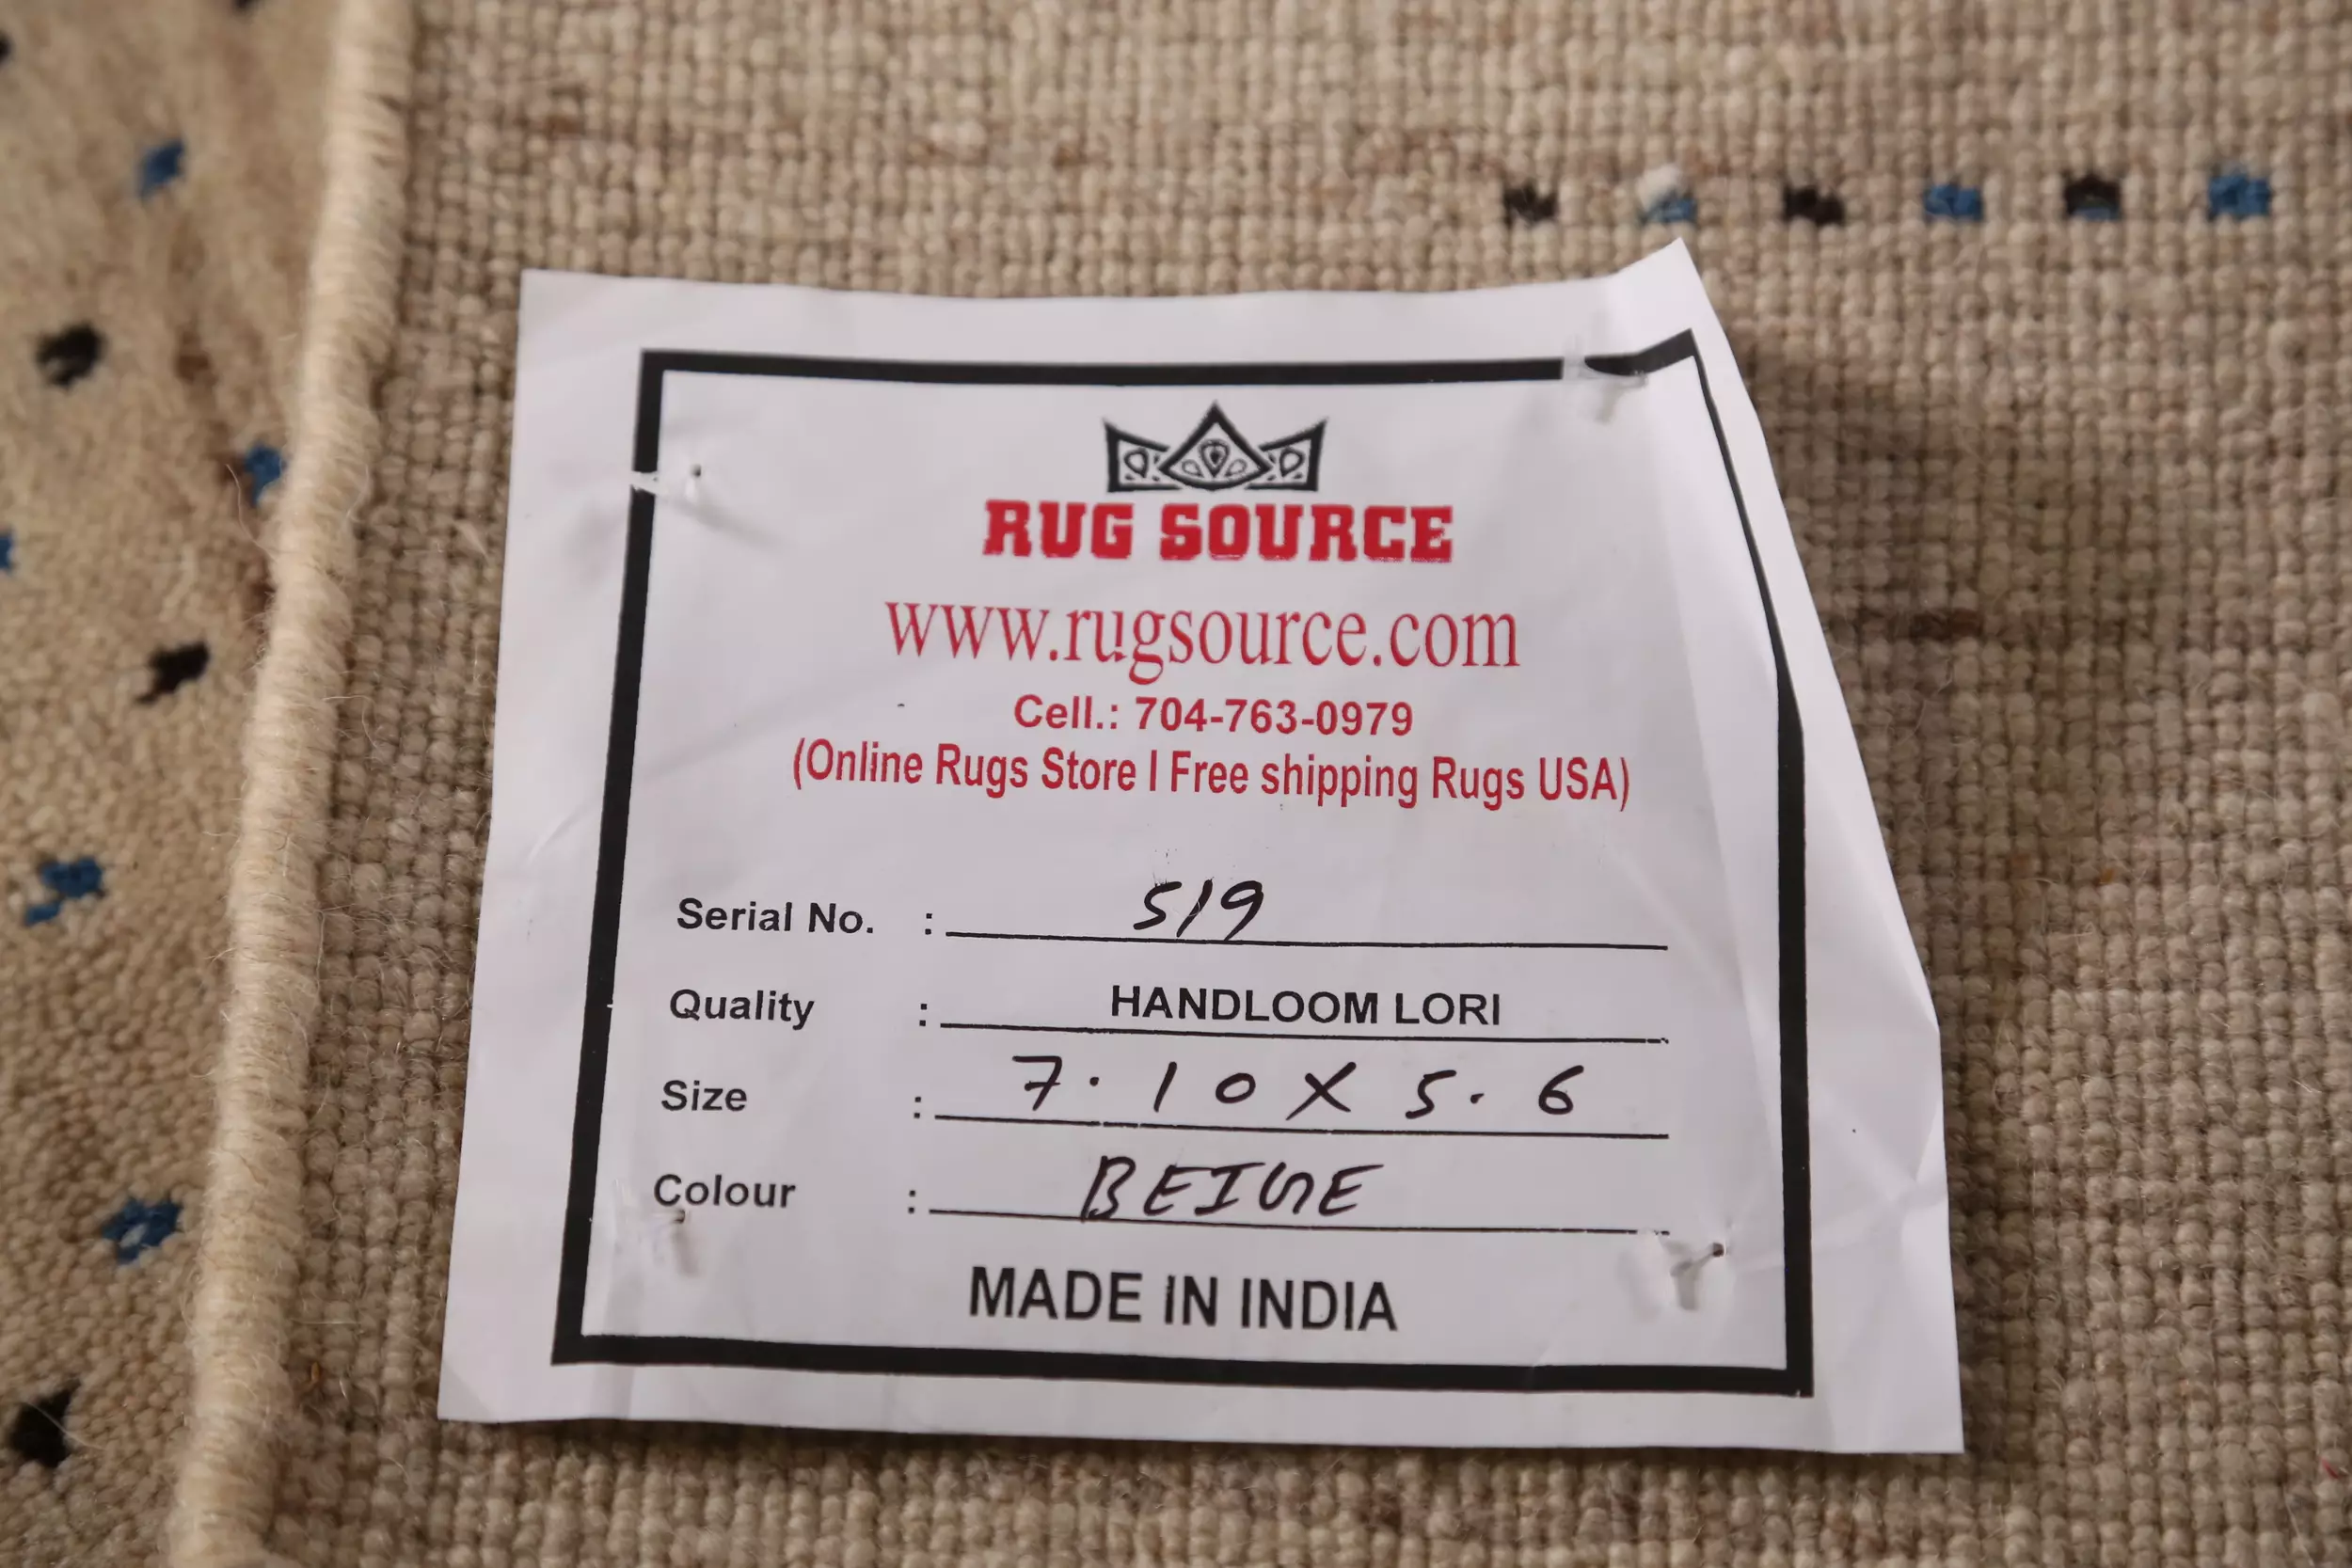 RUG SOURCE
www.rugsource.com
Cell.: 704-763-0979
(Online Rugs Store I Free shipping Rugs USA)
Serial No. : 519
Quality : HANDLOOM LORI
Size : 7.10 X 5.6
Colour : BEIGE
MADE IN INDIA